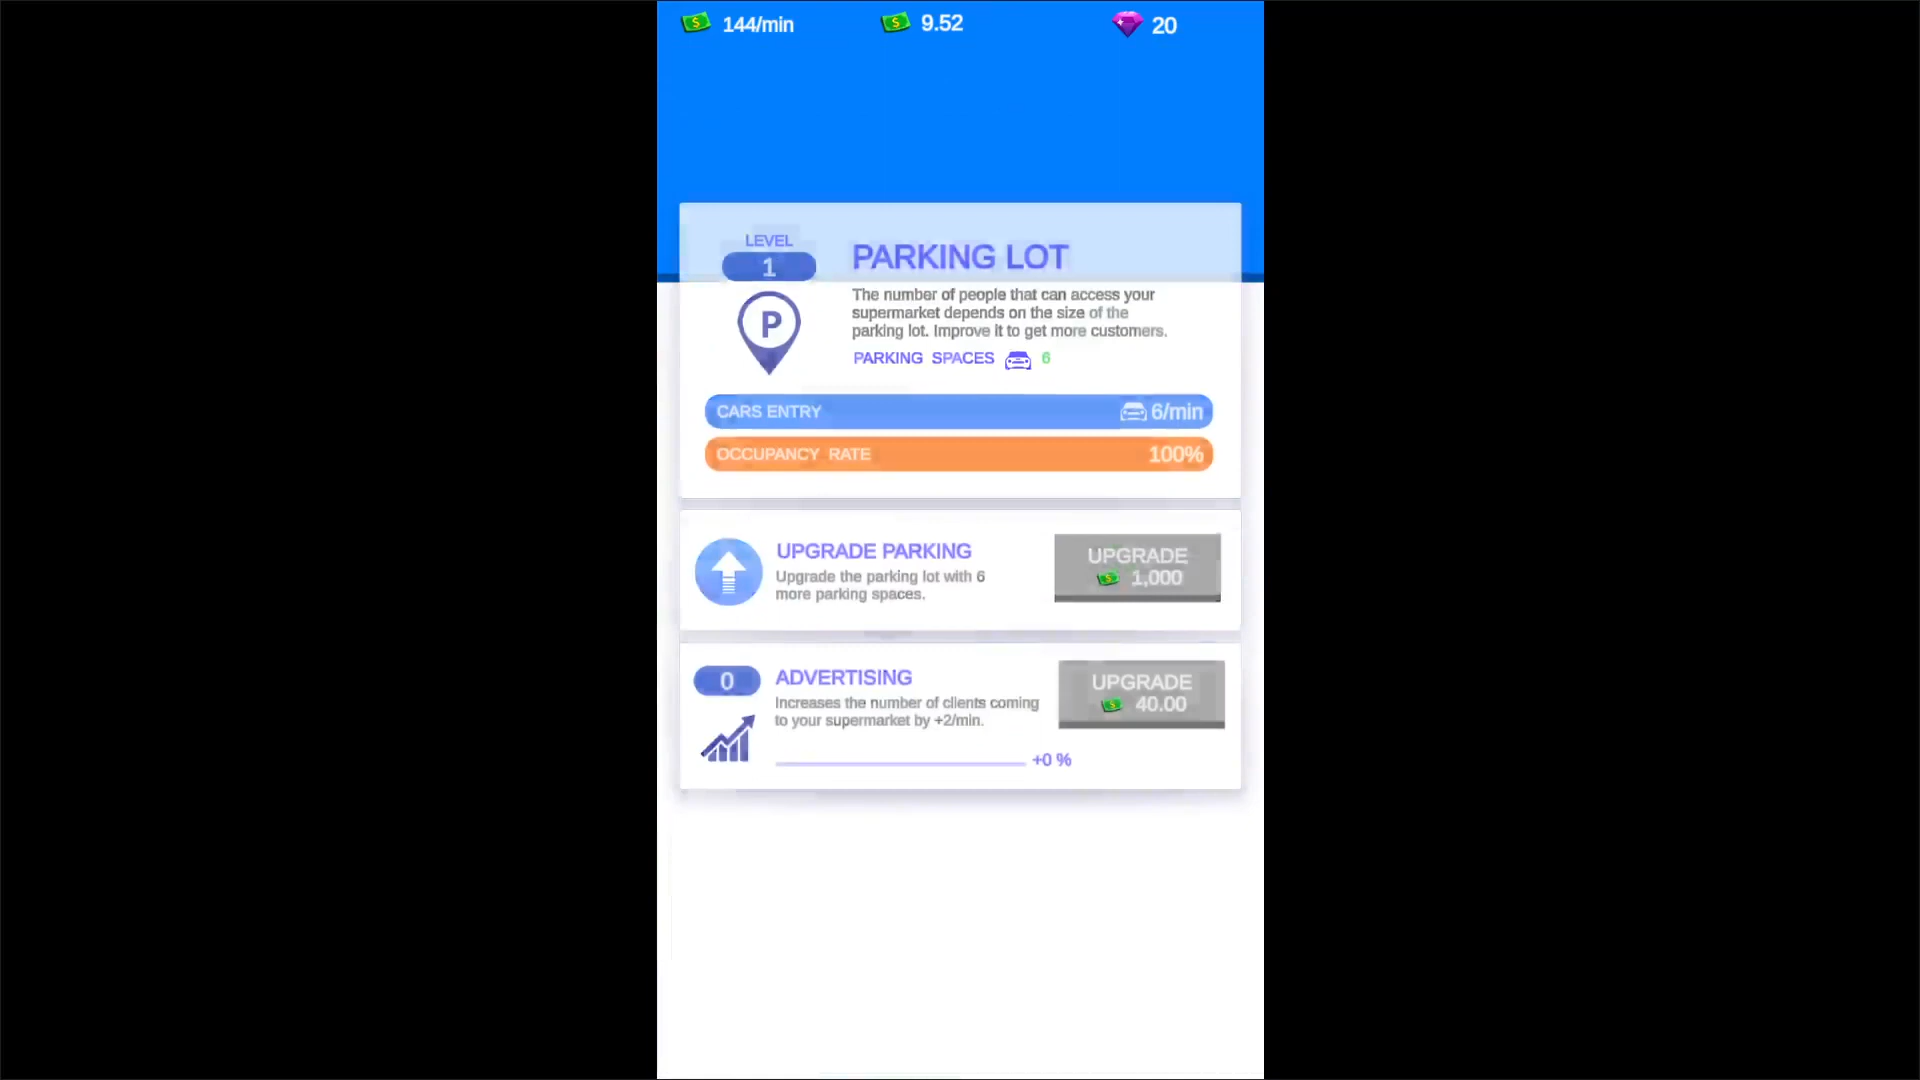 144/min 9.52 20
LEVEL
1
PARKING LOT
The number of people that can access your
supermarket depends on the size of the
parking lot. Improve it to get more customers.
PARKING SPACES 6
P
CARS ENTRY 6/min
OCCUPANCY RATE 100%
UPGRADE PARKING
Upgrade the parking lot with 6
more parking spaces.
UPGRADE
1,000
0
ADVERTISING
Increases the number of clients coming
to your supermarket by +2/min.
+0 %
UPGRADE
40.00